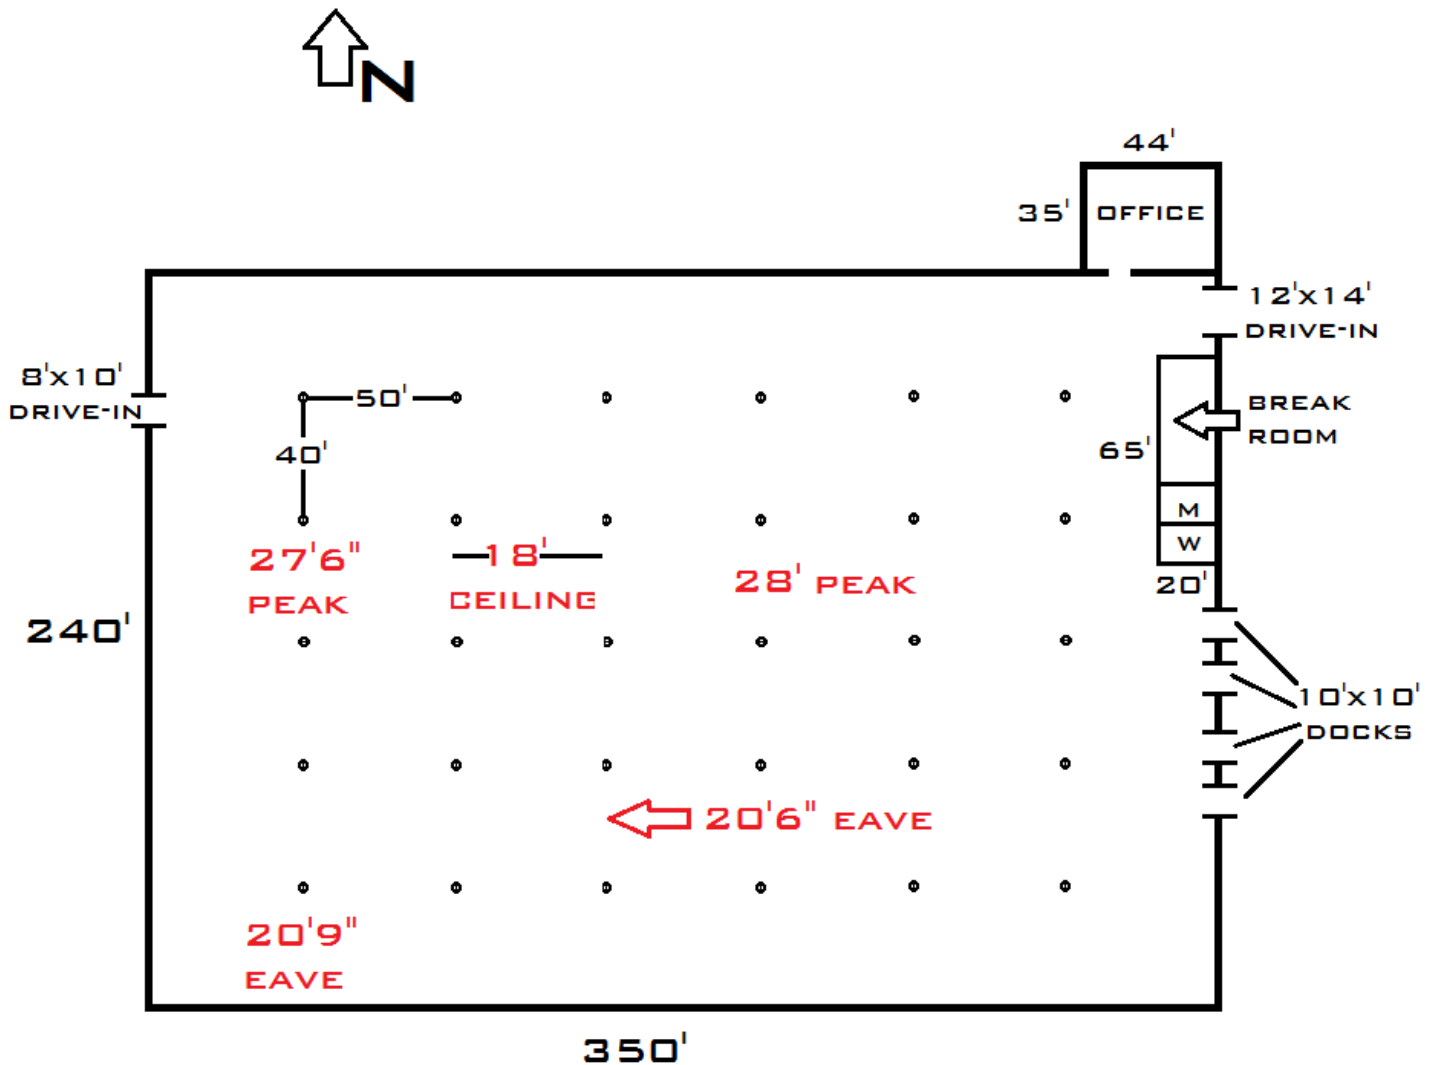 N
44'
35' OFFICE
12'x14'
DRIVE-IN
8'x10'
DRIVE-IN
50'
40'
BREAK
ROOM
65'
M
W
20'
27'6"
PEAK
18'
CEILING
28' PEAK
240'
10'x10'
DOCKS
20'6" EAVE
20'9"
EAVE
350'